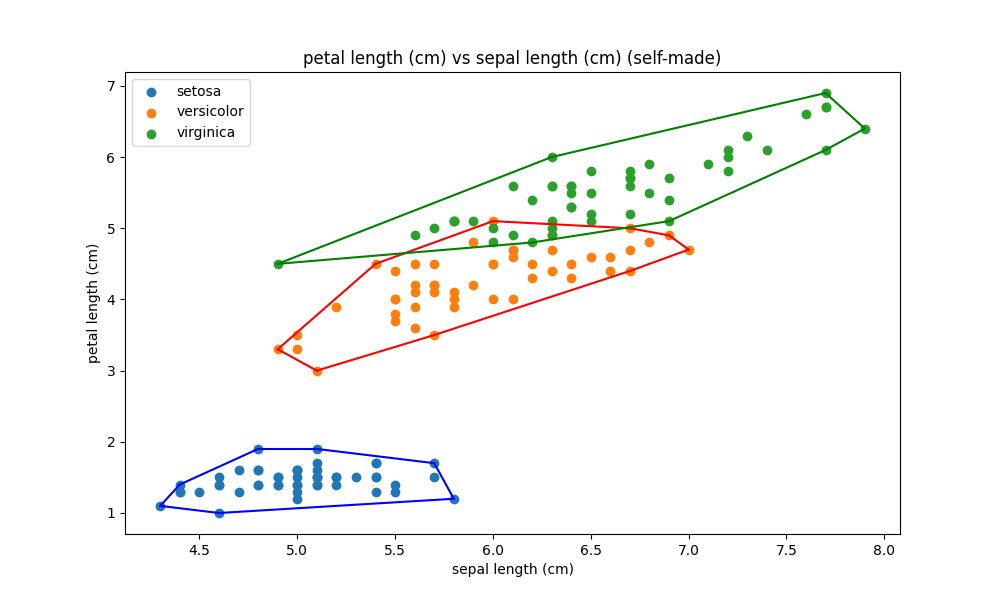 petal length (cm) vs sepal length (cm) (self-made)
setosa
versicolor
virginica
petal length (cm)
7
6
5
4
3
2
1
4.5 5.0 5.5 6.0 6.5 7.0 7.5 8.0
sepal length (cm)